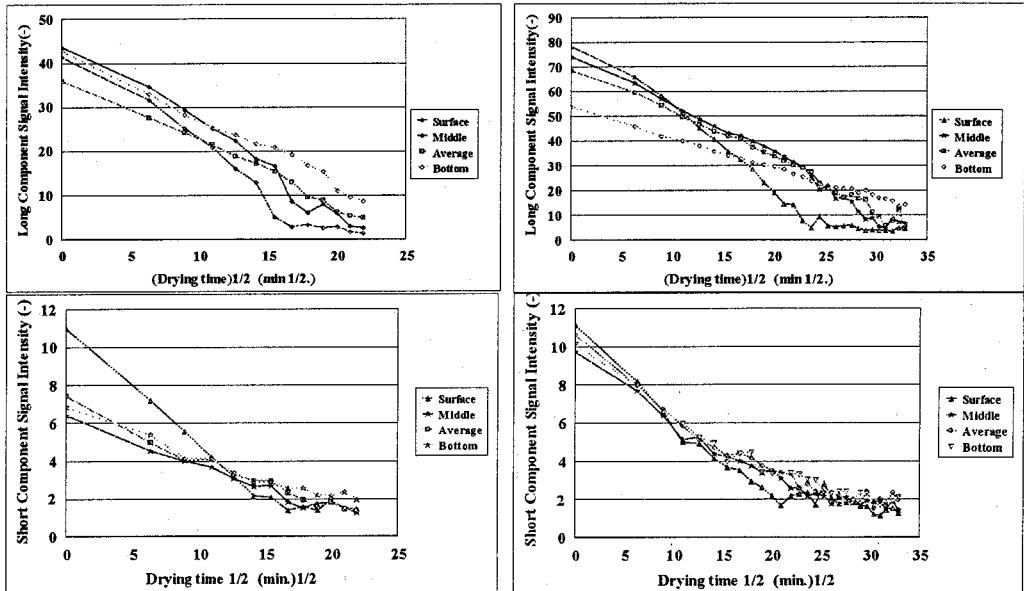 Long Component Signal Intensity(-)
50
40
30
20
10
0
0 5 10 15 20 25
(Drying time)1/2 (min 1/2.)
Surface
Middle
Average
Bottom
Long Component Signal Intensity(-)
90
80
70
60
50
40
30
20
10
0
0 5 10 15 20 25 30 35
(Drying time)1/2 (min 1/2.)
Surface
Middle
Average
Bottom
Short Component Signal Intensity (-)
12
10
8
6
4
2
0
0 5 10 15 20 25
Drying time 1/2 (min.)1/2
Surface
Middle
Average
Bottom
Short Component Signal Intensity (-)
12
10
8
6
4
2
0
0 5 10 15 20 25 30 35
Drying time 1/2 (min.)1/2
Surface
Middle
Average
Bottom